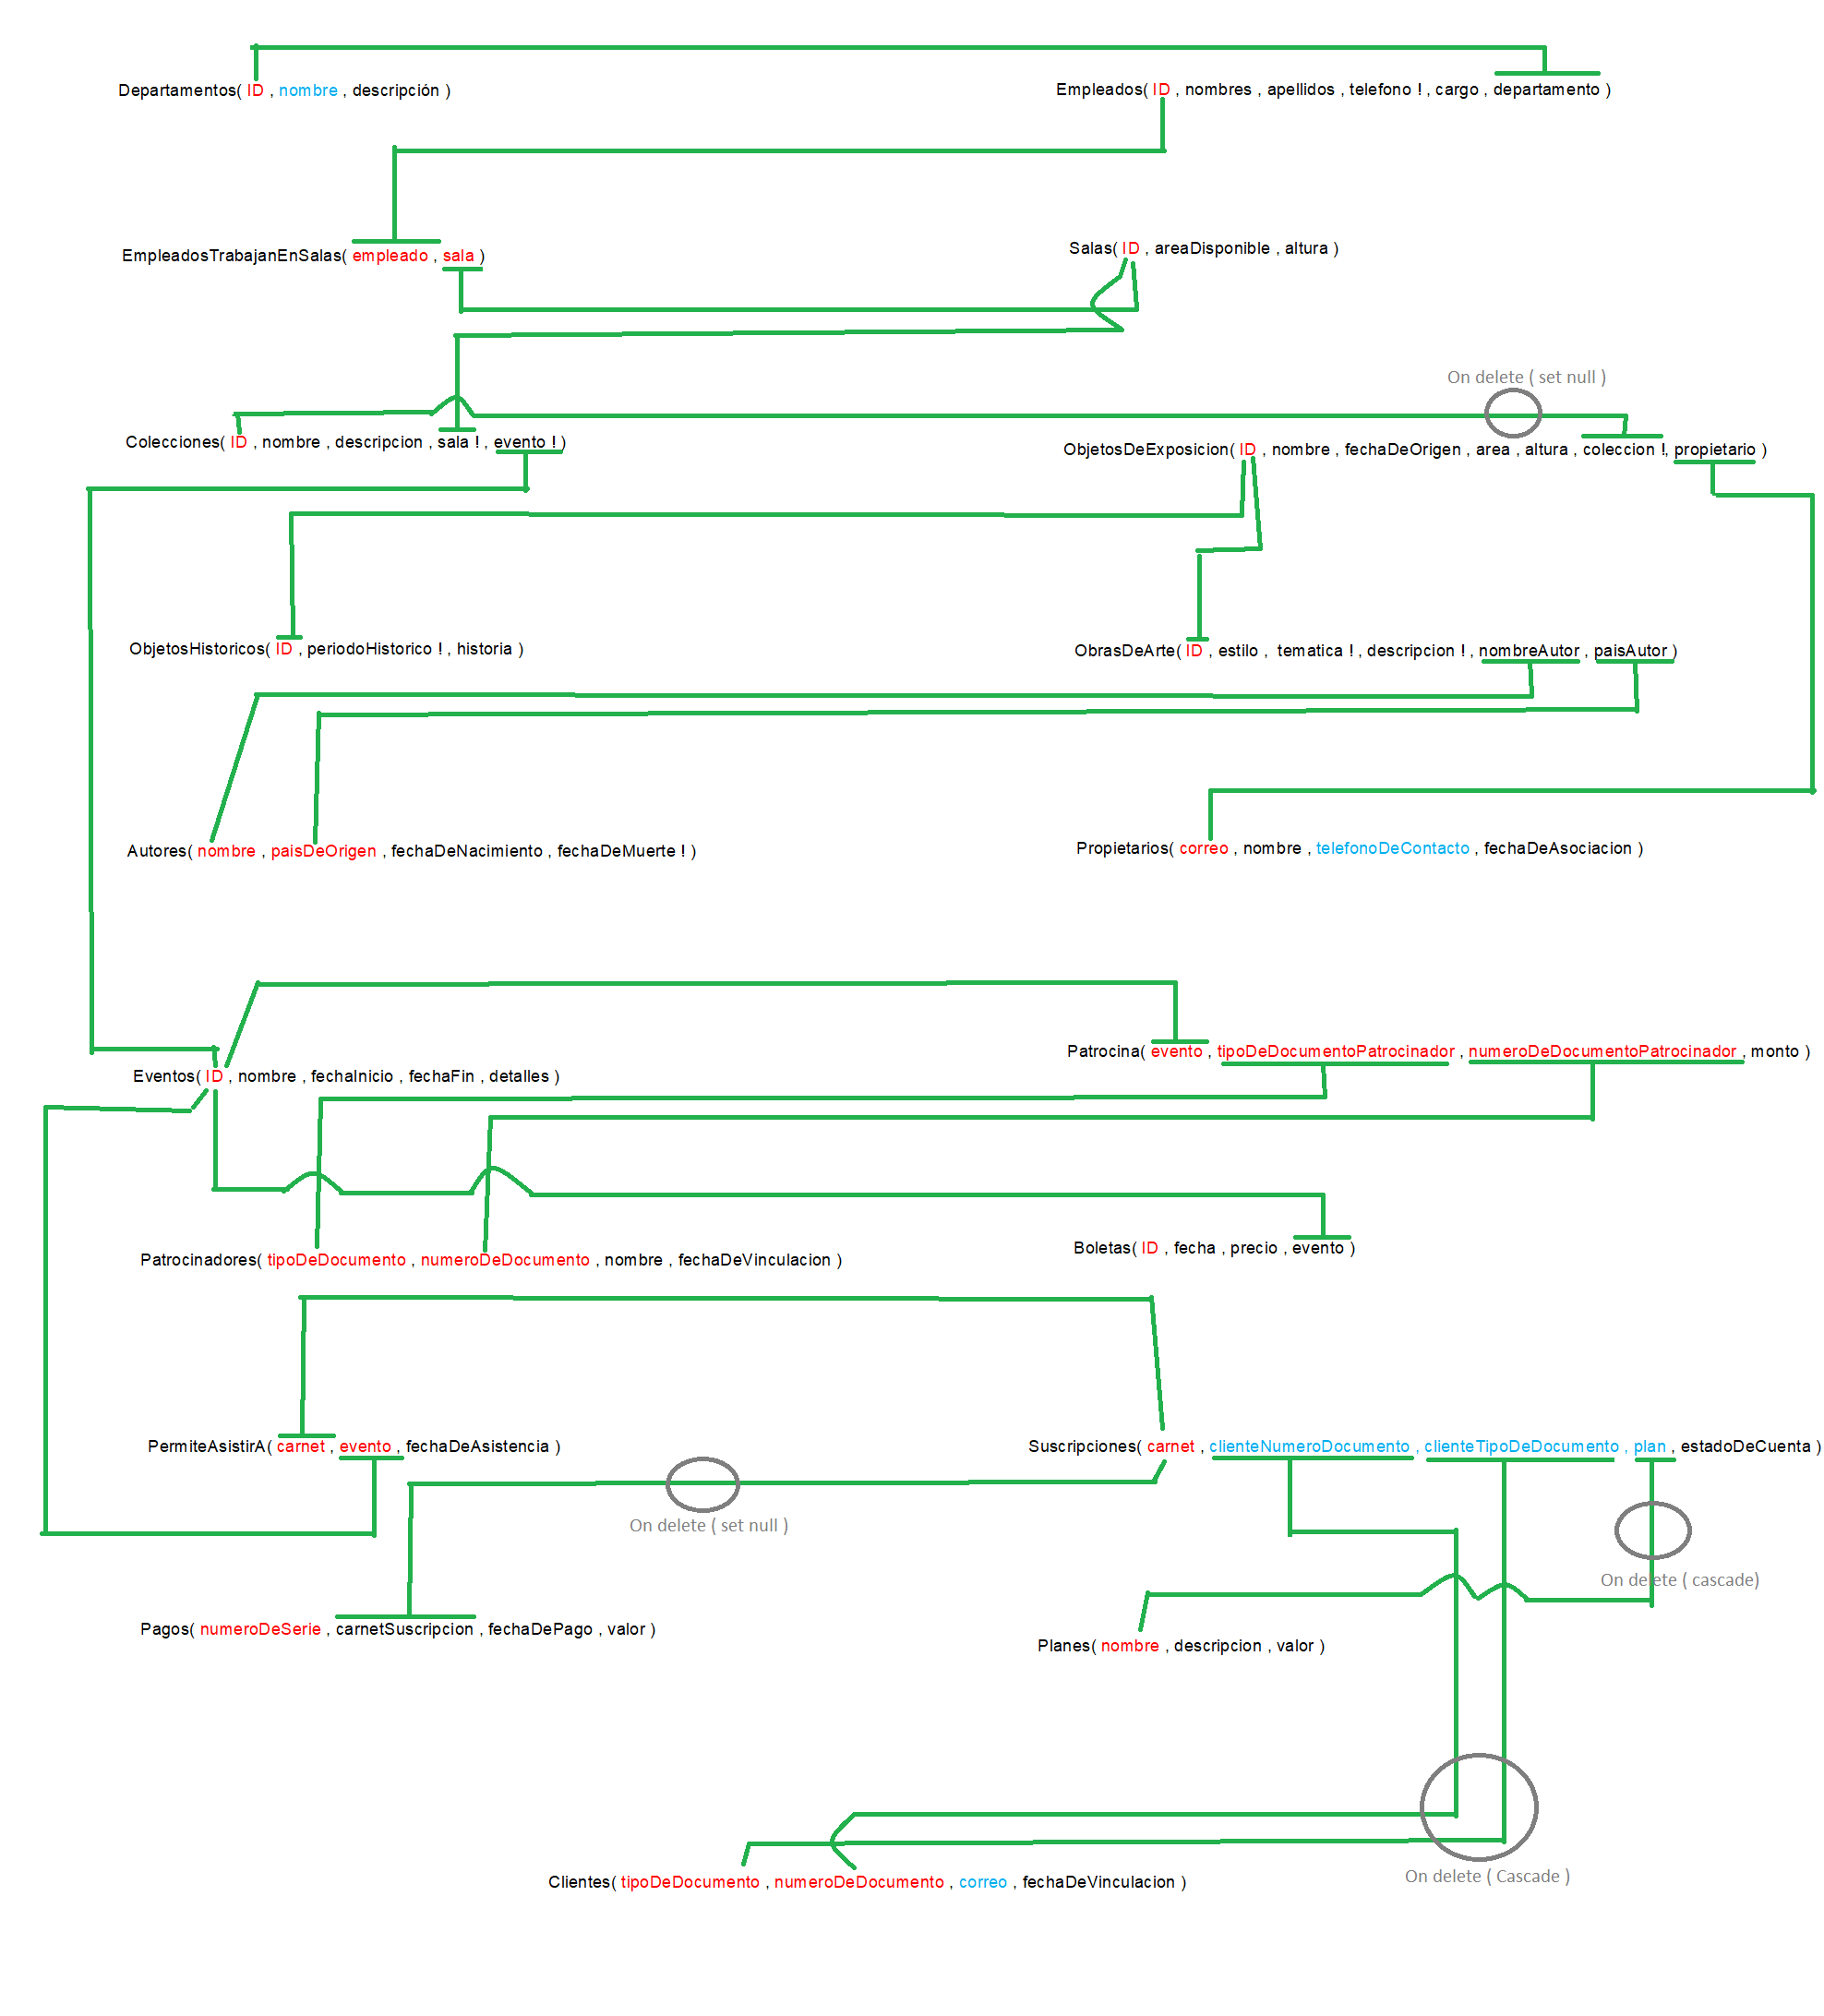 Departamentos( ID , nombre , descripción )
Empleados( ID , nombres , apellidos , telefono ! , cargo , departamento )
EmpleadosTrabajanEnSalas( empleado , sala )
Salas( ID , areaDisponible , altura )
On delete ( set null )
Colecciones( ID , nombre , descripcion , sala ! , evento ! )
ObjetosDeExposicion( ID , nombre , fechaDeOrigen , area , altura , coleccion !, propietario )
ObjetosHistoricos( ID , periodoHistorico ! , historia )
ObrasDeArte( ID , estilo , tematica ! , descripcion ! , nombreAutor , paisAutor )
Autores( nombre , paisDeOrigen , fechaDeNacimiento , fechaDeMuerte ! )
Propietarios( correo , nombre , telefonoDeContacto , fechaDeAsociacion )
Patrocina( evento , tipoDeDocumentoPatrocinador , numeroDeDocumentoPatrocinador , monto )
Eventos( ID , nombre , fechaInicio , fechaFin , detalles )
Patrocinadores( tipoDeDocumento , numeroDeDocumento , nombre , fechaDeVinculacion )
Boletas( ID , fecha , precio , evento )
PermiteAsistirA( carnet , evento , fechaDeAsistencia )
Suscripciones( carnet , clienteNumeroDocumento , clienteTipoDeDocumento , plan , estadoDeCuenta )
On delete ( set null )
On delete ( cascade)
Pagos( numeroDeSerie , carnetSuscripcion , fechaDePago , valor )
Planes( nombre , descripcion , valor )
On delete ( Cascade )
Clientes( tipoDeDocumento , numeroDeDocumento , correo , fechaDeVinculacion )